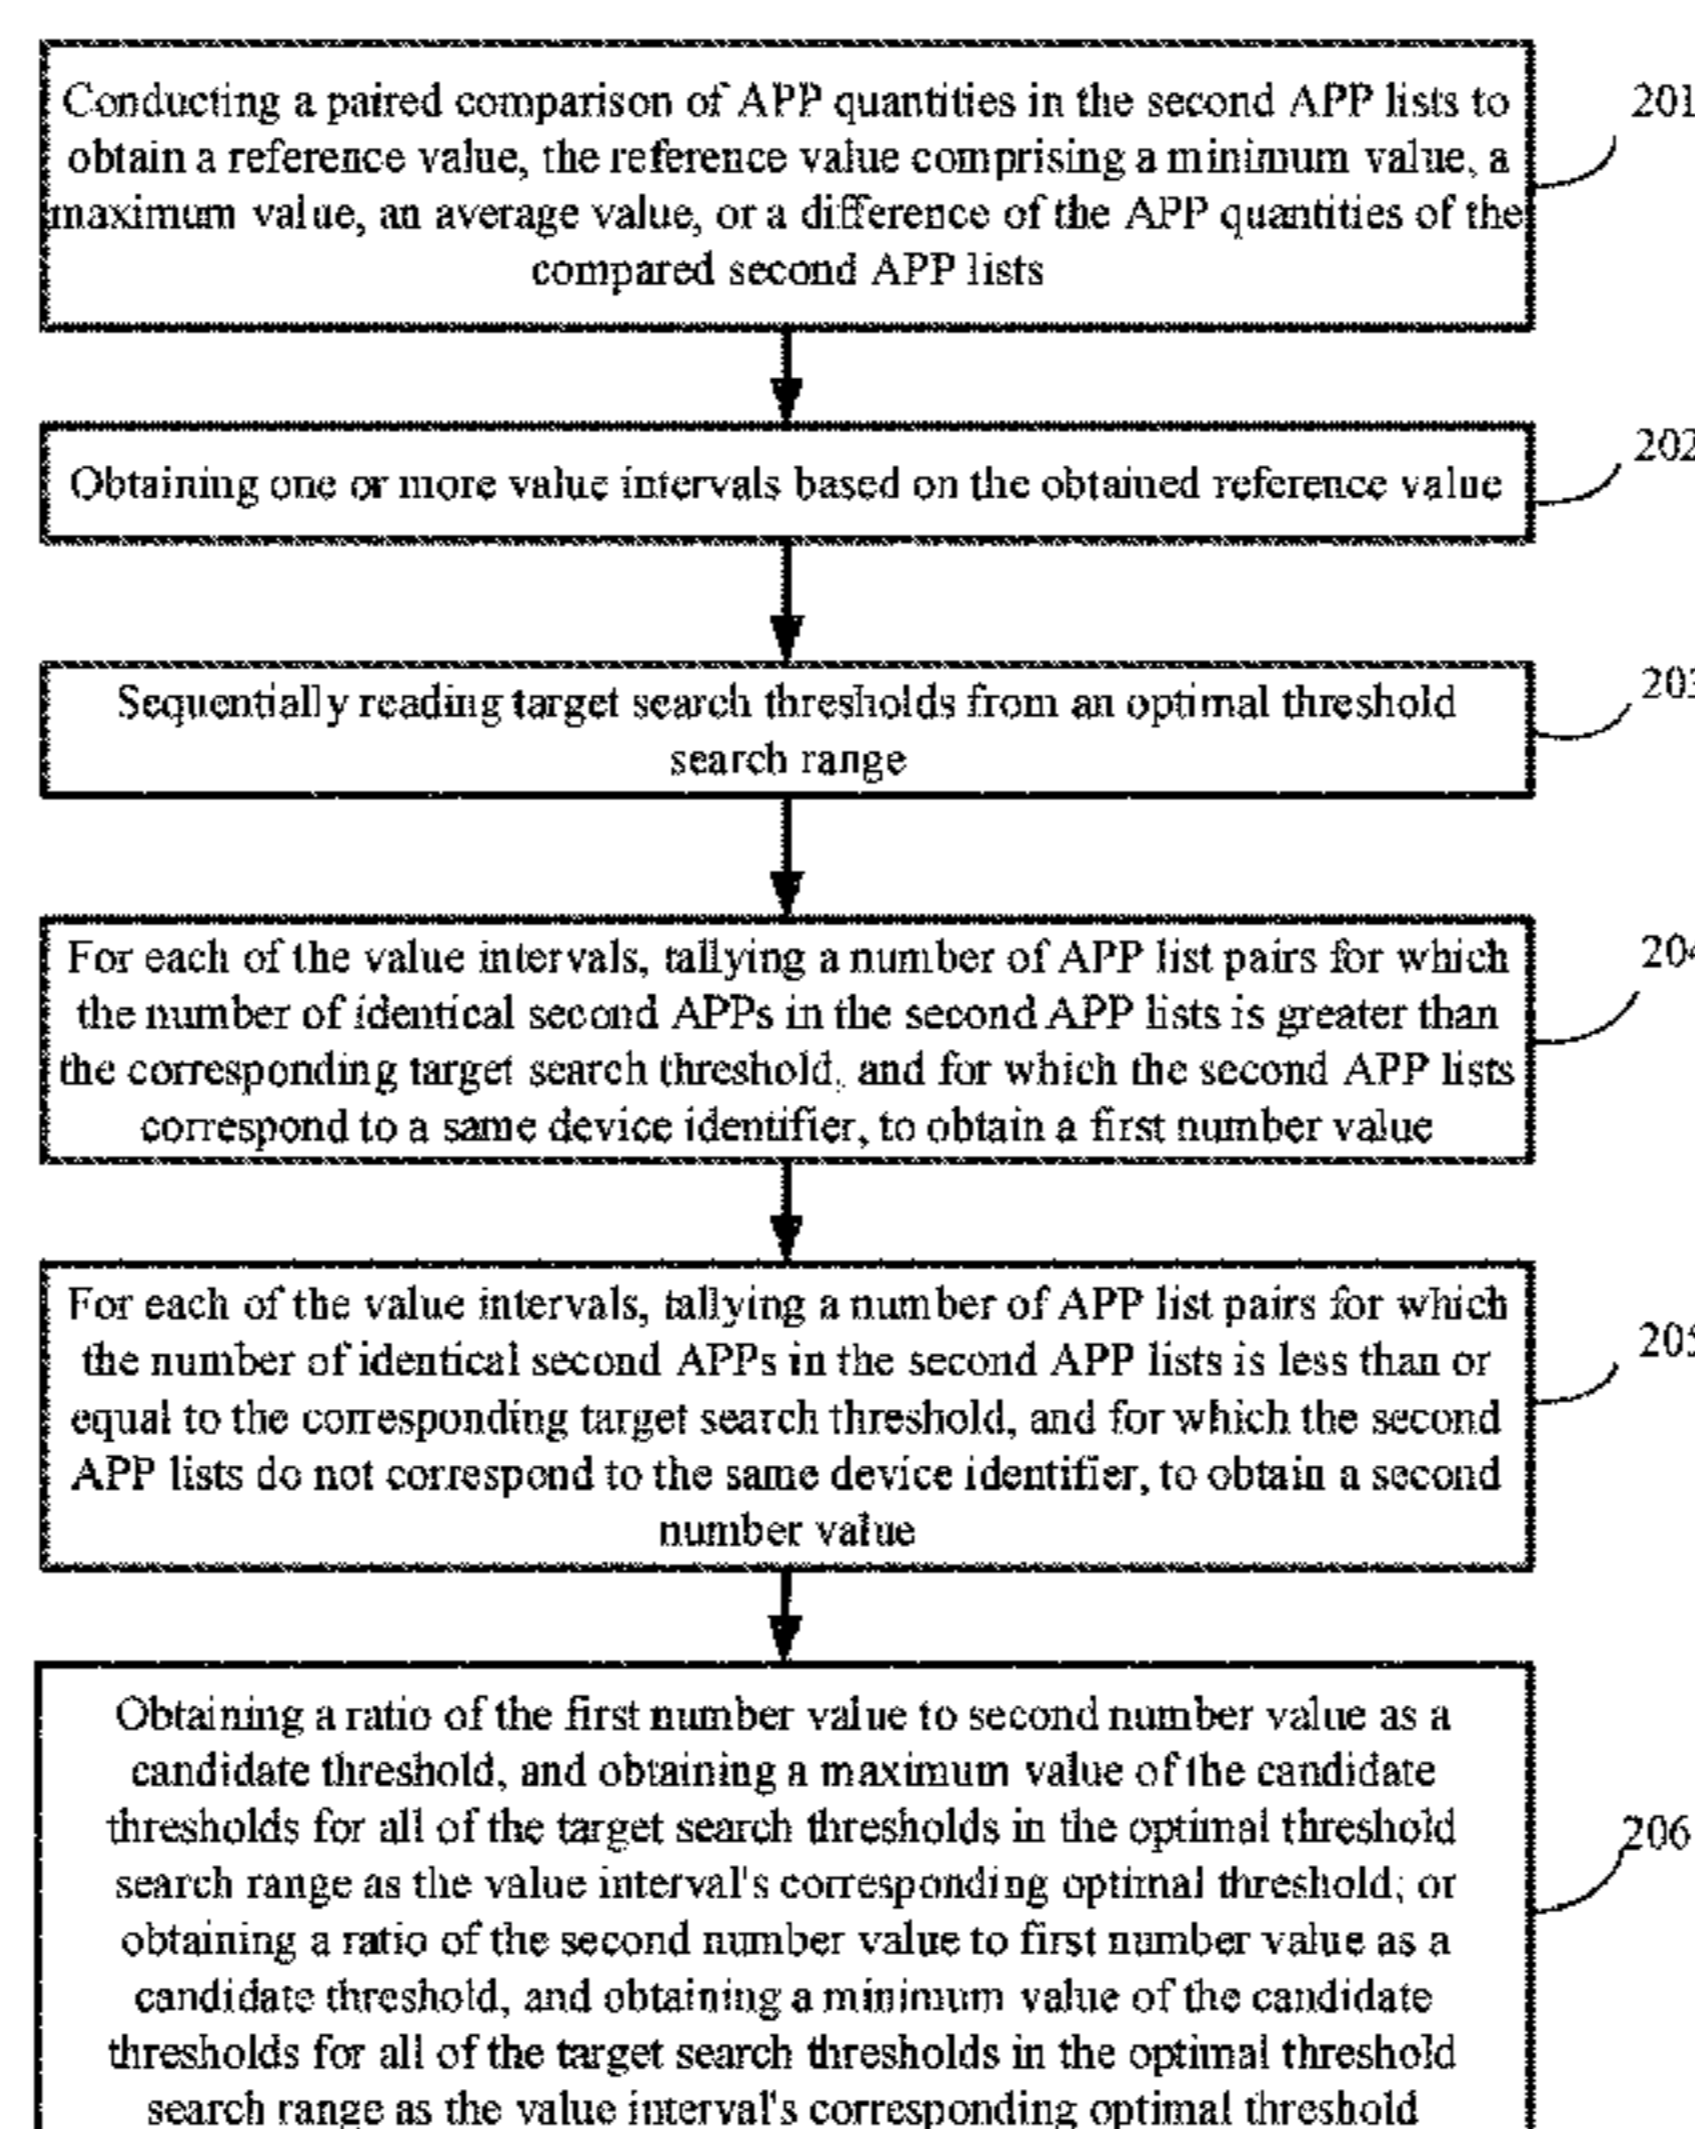 Conducting a paired comparison of APP quantities in the second APP lists to
obtain a reference value, the reference value comprising a minimum value, a
maximum value, an average value, or a difference of the APP quantities of the
compared second APP lists
201
Obtaining one or more value intervals based on the obtained reference value
202
Sequentially reading target search thresholds from an optimal threshold
search range
203
For each of the value intervals, tallying a number of APP list pairs for which
the number of identical second APPs in the second APP lists is greater than
the corresponding target search threshold, and for which the second APP lists
correspond to a same device identifier, to obtain a first number value
204
For each of the value intervals, tallying a number of APP list pairs for which
the number of identical second APPs in the second APP lists is less than or
equal to the corresponding target search threshold, and for which the second
APP lists do not correspond to the same device identifier, to obtain a second
number value
205
Obtaining a ratio of the first number value to second number value as a
candidate threshold, and obtaining a maximum value of the candidate
thresholds for all of the target search thresholds in the optimal threshold
search range as the value interval's corresponding optimal threshold; or
obtaining a ratio of the second number value to first number value as a
candidate threshold, and obtaining a minimum value of the candidate
thresholds for all of the target search thresholds in the optimal threshold
search range as the value interval's corresponding optimal threshold
206